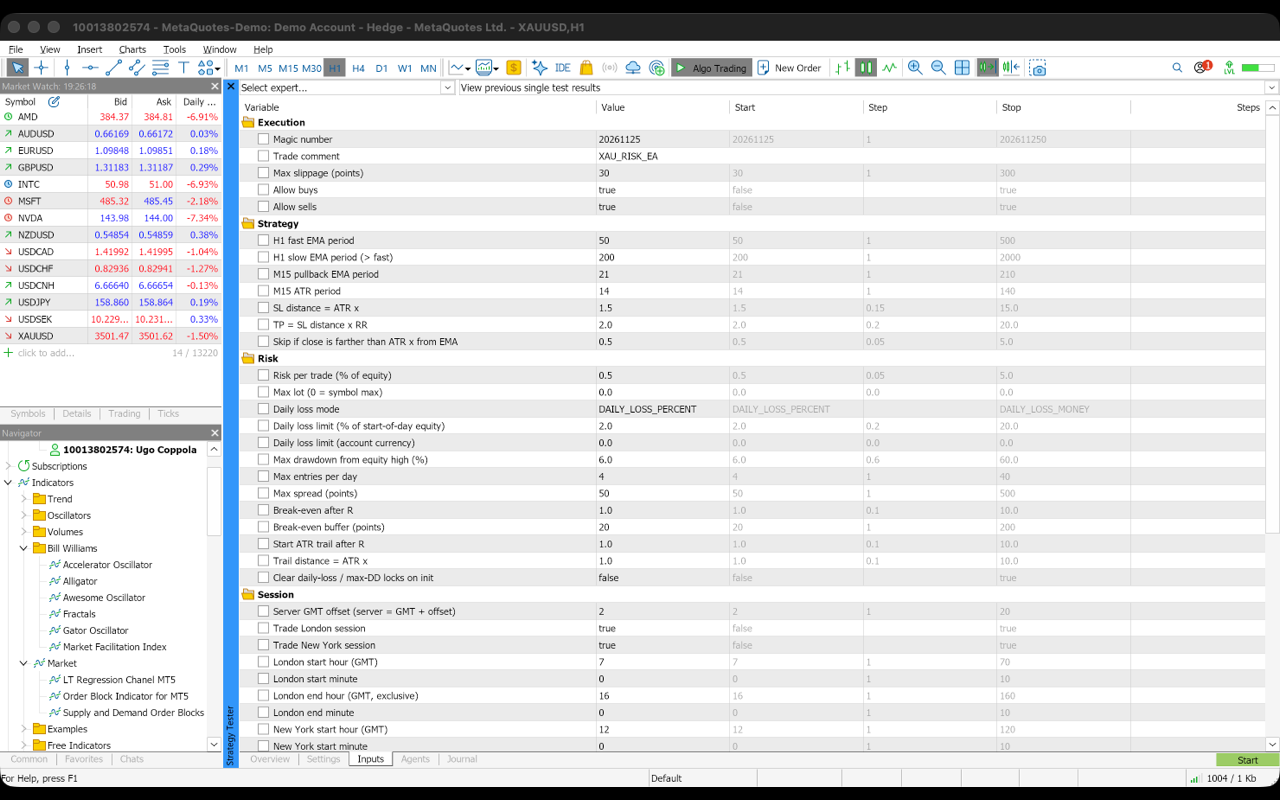 10013802574 - MetaQuotes-Demo: Demo Account - Hedge - MetaQuotes Ltd. - XAUUSD,H1
File View Insert Charts Tools Window Help
M1 M5 M15 M30 H1 H4 D1 W1 MN IDE $ Algo Trading New Order 1 LVL
Market Watch: 19:26:18
Symbol Bid Ask Daily ...
AMD 384.37 384.81 -6.91%
AUDUSD 0.66169 0.66172 0.03%
EURUSD 1.09848 1.09851 0.18%
GBPUSD 1.31183 1.31187 0.29%
INTC 50.98 51.00 -6.93%
MSFT 485.32 485.45 -2.18%
NVDA 143.98 144.00 -7.34%
NZDUSD 0.54854 0.54859 0.38%
USDCAD 1.41992 1.41995 -1.04%
USDCHF 0.82936 0.82941 -1.27%
USDCNH 6.66640 6.66654 -0.13%
USDJPY 158.860 158.864 0.19%
USDSEK 10.229... 10.231... 0.33%
XAUUSD 3501.47 3501.62 -1.50%
click to add... 14 / 13220
Symbols Details Trading Ticks
Navigator
10013802574: Ugo Coppola
Subscriptions
Indicators
Trend
Oscillators
Volumes
Bill Williams
Accelerator Oscillator
Alligator
Awesome Oscillator
Fractals
Gator Oscillator
Market Facilitation Index
Market
LT Regression Chanel MT5
Order Block Indicator for MT5
Supply and Demand Order Blocks
Examples
Free Indicators
Common Favorites Chats
Strategy Tester
Select expert... View previous single test results
Variable Value Start Step Stop Steps
Execution
Magic number 20261125 20261125 1 202611250
Trade comment XAU_RISK_EA
Max slippage (points) 30 30 1 300
Allow buys true false true
Allow sells true false true
Strategy
H1 fast EMA period 50 50 1 500
H1 slow EMA period (> fast) 200 200 1 2000
M15 pullback EMA period 21 21 1 210
M15 ATR period 14 14 1 140
SL distance = ATR x 1.5 1.5 0.15 15.0
TP = SL distance x RR 2.0 2.0 0.2 20.0
Skip if close is farther than ATR x from EMA 0.5 0.5 0.05 5.0
Risk
Risk per trade (% of equity) 0.5 0.5 0.05 5.0
Max lot (0 = symbol max) 0.0 0.0 0.0 0.0
Daily loss mode DAILY_LOSS_PERCENT DAILY_LOSS_PERCENT DAILY_LOSS_MONEY
Daily loss limit (% of start-of-day equity) 2.0 2.0 0.2 20.0
Daily loss limit (account currency) 0.0 0.0 0.0 0.0
Max drawdown from equity high (%) 6.0 6.0 0.6 60.0
Max entries per day 4 4 1 40
Max spread (points) 50 50 1 500
Break-even after R 1.0 1.0 0.1 10.0
Break-even buffer (points) 20 20 1 200
Start ATR trail after R 1.0 1.0 0.1 10.0
Trail distance = ATR x 1.0 1.0 0.1 10.0
Clear daily-loss / max-DD locks on init false false true
Session
Server GMT offset (server = GMT + offset) 2 2 1 20
Trade London session true false true
Trade New York session true false true
London start hour (GMT) 7 7 1 70
London start minute 0 0 1 10
London end hour (GMT, exclusive) 16 16 1 160
London end minute 0 0 1 10
New York start hour (GMT) 12 12 1 120
New York start minute 0 0 1 10
Overview Settings Inputs Agents Journal Start
For Help, press F1 Default 1004 / 1 Kb